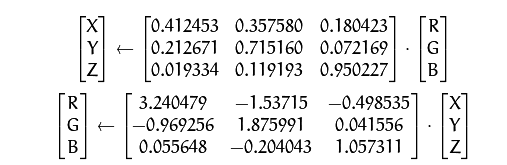 X ← 0.412453 0.357580 0.180423 · R
Y 0.212671 0.715160 0.072169 G
Z 0.019334 0.119193 0.950227 B
R ← 3.240479 −1.53715 −0.498535 · X
G −0.969256 1.875991 0.041556 Y
B 0.055648 −0.204043 1.057311 Z